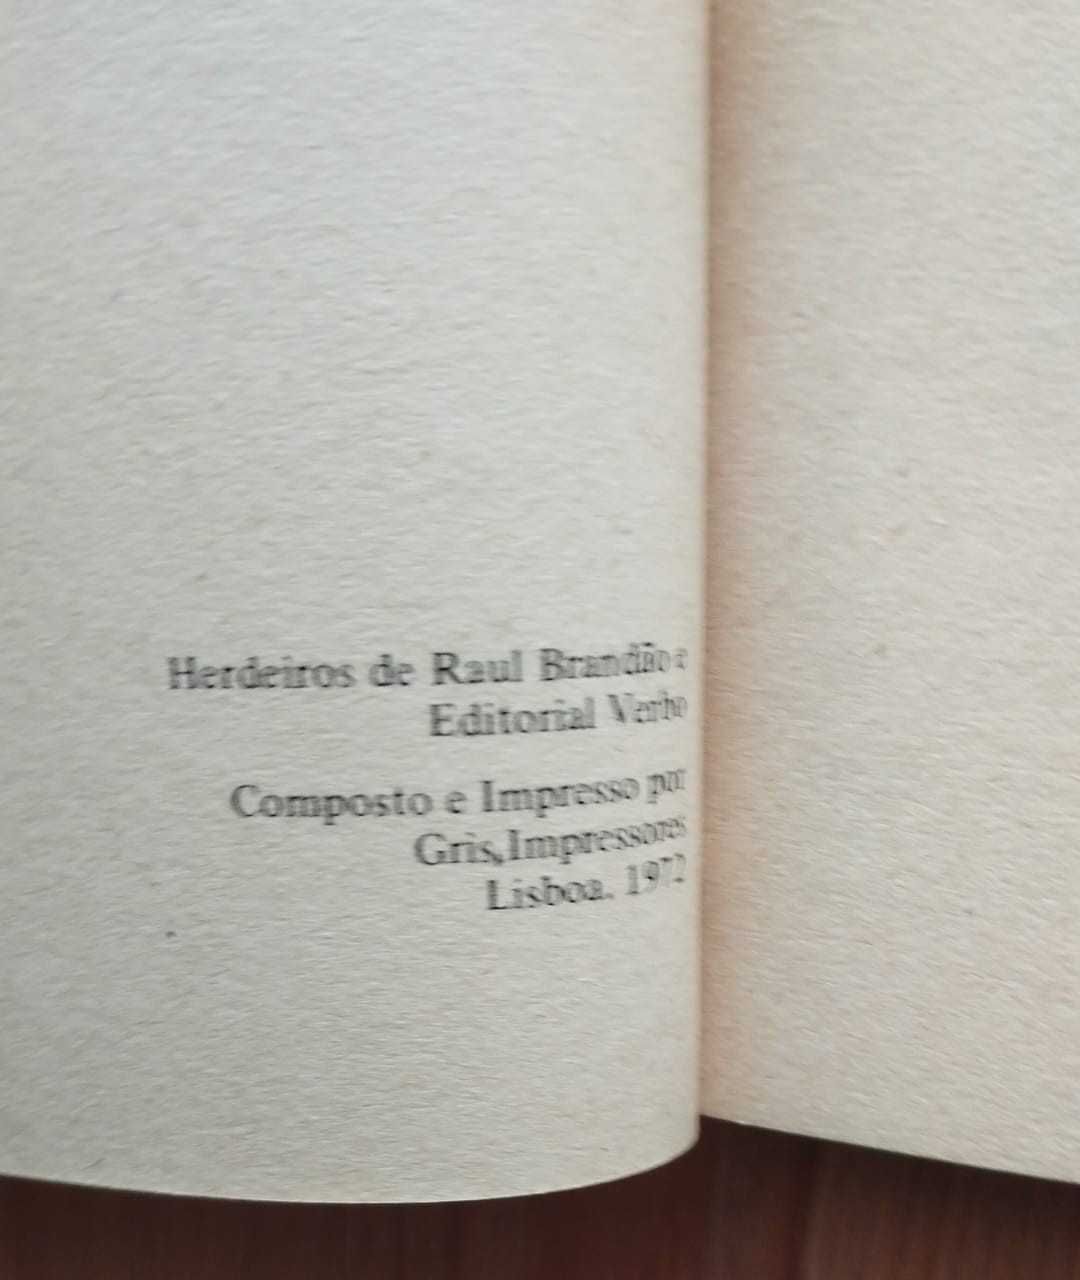 Herdeiros de Raul Brandão e
Editorial Verbo
Composto e Impresso por
Gris, Impressores
Lisboa. 1972